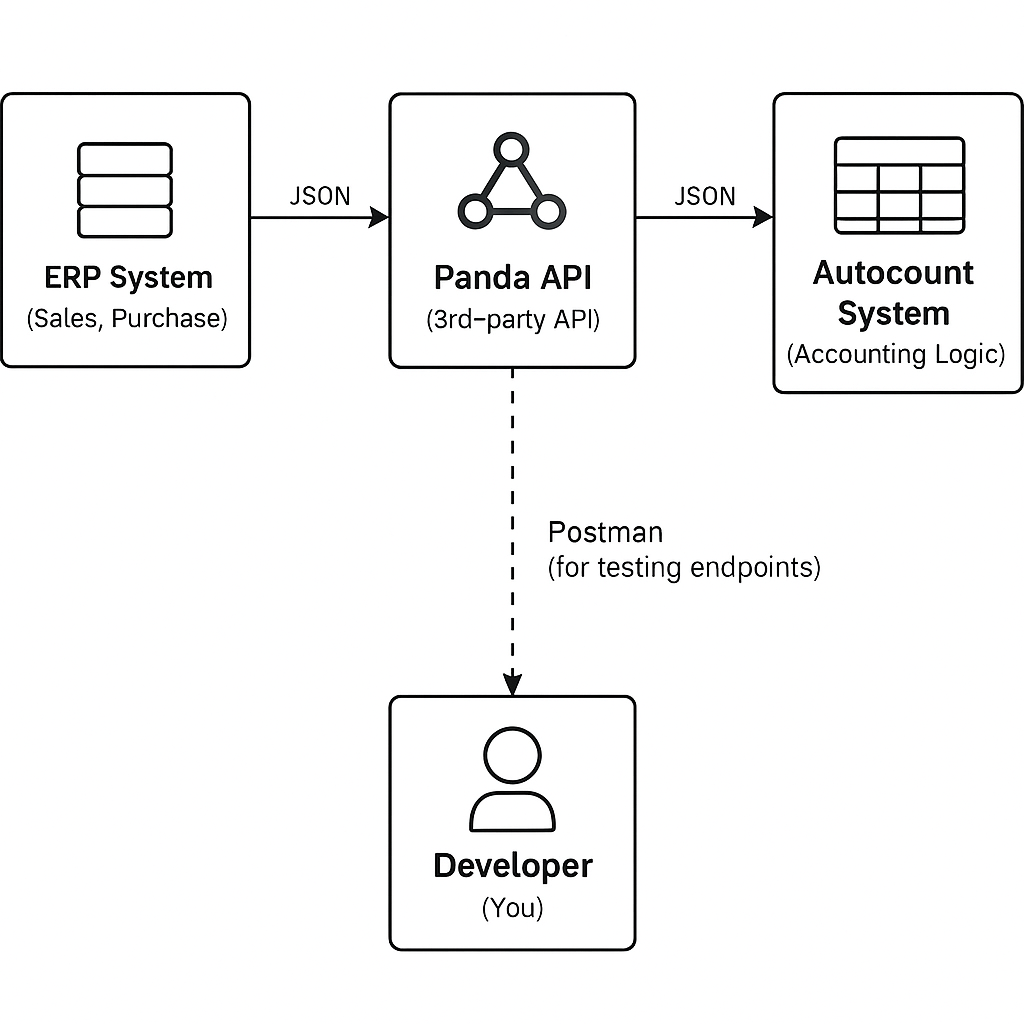 ERP System
(Sales, Purchase)
JSON
Panda API
(3rd-party API)
JSON
Autocount
System
(Accounting Logic)
Postman
(for testing endpoints)
Developer
(You)